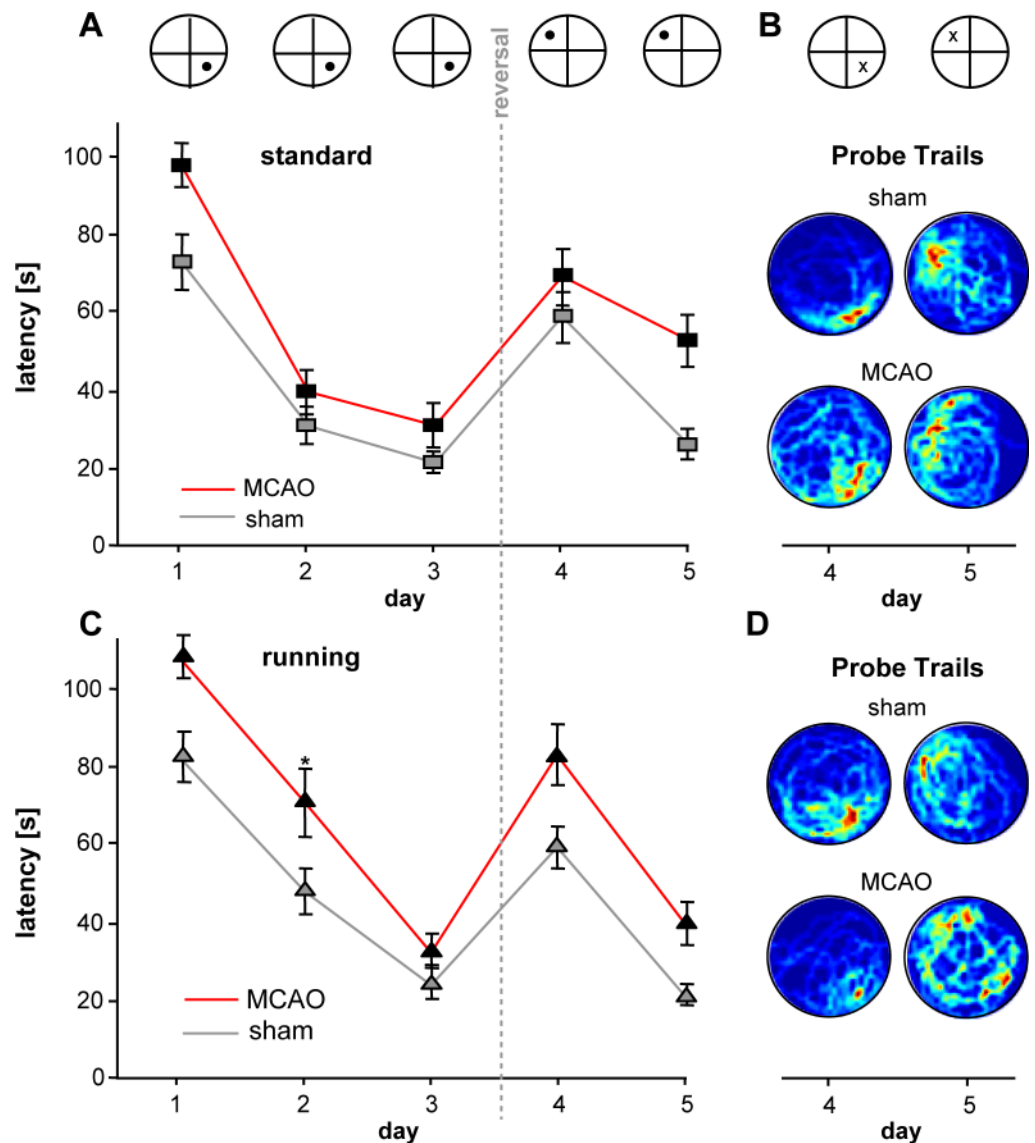 A
B
reversal
x
x
standard
latency [s]
100
80
60
40
20
0
MCAO
sham
1 2 3 4 5
day
Probe Trails
sham
MCAO
4 5
day
C
D
running
latency [s]
100
80
60
40
20
0
*
MCAO
sham
1 2 3 4 5
day
Probe Trails
sham
MCAO
4 5
day